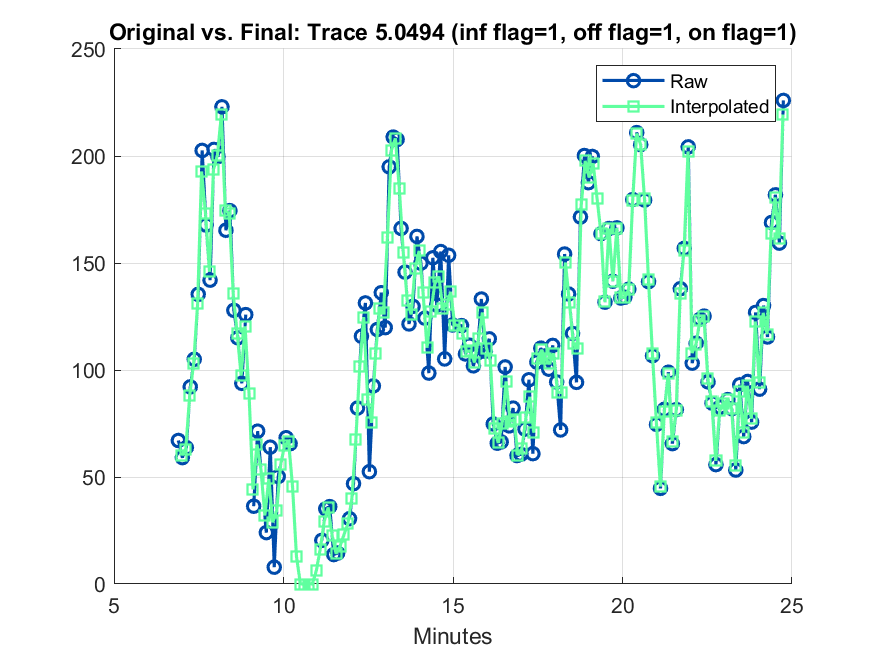 Original vs. Final: Trace 5.0494 (inf flag=1, off flag=1, on flag=1)
250
200
150
100
50
0
Raw
Interpolated
5
10
15
20
25
Minutes